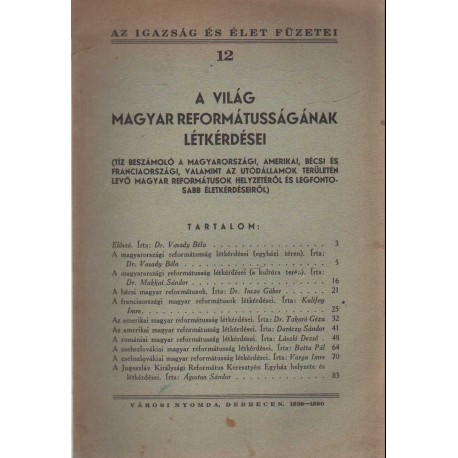 AZ IGAZSÁG ÉS ÉLET FÜZETEI
12
A VILÁG
MAGYAR REFORMÁTUSSÁGÁNAK
LÉTKÉRDÉSEI
(TÍZ BESZÁMOLÓ A MAGYARORSZÁGI, AMERIKAI, BÉCSI ÉS
FRANCIAORSZÁGI, VALAMINT AZ UTÓDÁLLAMOK TERÜLETÉN
LEVŐ MAGYAR REFORMÁTUSOK HELYZETÉRŐL ÉS LEGFONTO-
SABB ÉLETKÉRDÉSEIRŐL)
TARTALOM:
Előszó. Írta: Dr. Vasady Béla 3
A magyarországi reformátusság létkérdései (egyházi téren). Írta:
Dr. Vasady Béla 5
A magyarországi reformátusság létkérdései (a kultúra terén). Írta:
Dr. Makkai Sándor 16
A bécsi magyar reformátusok. Írta: Dr. Incze Gábor 21
A franciaországi magyar reformátusok létkérdései. Írta: Kulifay
Imre 25
Az amerikai magyar reformátusság létkérdései. Írta: Dr. Takaró Géza 32
Az amerikai magyar reformátusság létkérdései. Írta: Daróczy Sándor 41
A romániai magyar reformátusság létkérdései. Írta: László Dezső 48
A csehszlovákiai magyar reformátusság létkérdései. Írta: Batta Pál 64
A csehszlovákiai magyar reformátusság létkérdései. Írta: Varga Imre 70
A Jugoszláv Királysági Református Keresztyén Egyház helyzete és
létkérdései. Írta: Ágoston Sándor 83
VÁROSI NYOMDA, DEBRECEN